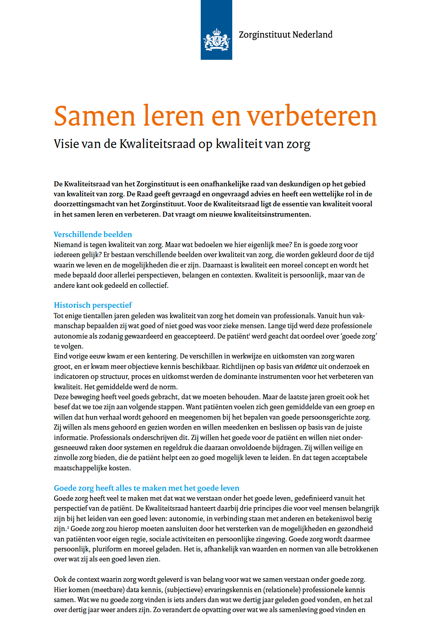 Zorginstituut Nederland
Samen leren en verbeteren
Visie van de Kwaliteitsraad op kwaliteit van zorg
De Kwaliteitsraad van het Zorginstituut is een onafhankelijke raad van deskundigen op het gebied
van kwaliteit van zorg. De Raad geeft gevraagd en ongevraagd advies en heeft een wettelijke rol in de
doorzettingsmacht van het Zorginstituut. Voor de Kwaliteitsraad ligt de essentie van kwaliteit vooral
in het samen leren en verbeteren. Dat vraagt om nieuwe kwaliteitsinstrumenten.
Verschillende beelden
Niemand is tegen kwaliteit van zorg. Maar wat bedoelen we hier eigenlijk mee? En is goede zorg voor
iedereen gelijk? Er bestaan verschillende beelden over kwaliteit van zorg, die worden gekleurd door de tijd
waarin we leven en de mogelijkheden die er zijn. Daarnaast is kwaliteit een moreel concept en wordt het
mede bepaald door allerlei perspectieven, belangen en contexten. Kwaliteit is persoonlijk, maar van de
andere kant ook gedeeld en collectief.
Historisch perspectief
Tot enige tientallen jaren geleden was kwaliteit van zorg het domein van professionals. Vanuit hun vak-
manschap bepaalden zij wat goed of niet goed was voor zieke mensen. Lange tijd werd deze professionele
autonomie als zodanig gewaardeerd en geaccepteerd. De patiënt¹ werd geacht dat oordeel over ‘goede zorg’
te volgen.
Eind vorige eeuw kwam er een kentering. De verschillen in werkwijze en uitkomsten van zorg waren
groot, en er kwam meer objectieve kennis beschikbaar. Richtlijnen op basis van evidence uit onderzoek en
indicatoren op structuur, proces en uitkomst werden de dominante instrumenten voor het verbeteren van
kwaliteit. Het gemiddelde werd de norm.
Deze beweging heeft veel goeds gebracht, dat we moeten behouden. Maar de laatste jaren groeit ook het
besef dat we toe zijn aan volgende stappen. Want patiënten voelen zich geen gemiddelde van een groep en
willen dat hun verhaal wordt gehoord en meegenomen bij het bepalen van goede persoonsgerichte zorg.
Zij willen als mens gehoord en gezien worden en willen meedenken en beslissen op basis van de juiste
informatie. Professionals onderschrijven dit. Zij willen het goede voor de patiënt en willen niet onder-
gesneeuwd raken door systemen en regeldruk die daaraan onvoldoende bijdragen. Zij willen veilige en
zinvolle zorg bieden, die de patiënt helpt een zo goed mogelijk leven te leiden. En dat tegen acceptabele
maatschappelijke kosten.
Goede zorg heeft alles te maken met het goede leven
Goede zorg heeft veel te maken met dat wat we verstaan onder het goede leven, gedefinieerd vanuit het
perspectief van de patiënt. De Kwaliteitsraad hanteert daarbij drie principes die voor veel mensen belangrijk
zijn bij het leiden van een goed leven: autonomie, in verbinding staan met anderen en betekenisvol bezig
zijn.² Goede zorg zou hierop moeten aansluiten door het versterken van de mogelijkheden en gezondheid
van patiënten voor eigen regie, sociale activiteiten en persoonlijke zingeving. Goede zorg wordt daarmee
persoonlijk, pluriform en moreel geladen. Het is, afhankelijk van waarden en normen van alle betrokkenen
over wat zij als een goed leven zien.
Ook de context waarin zorg wordt geleverd is van belang voor wat we samen verstaan onder goede zorg.
Hier komen (meetbare) data kennis, (subjectieve) ervaringskennis en (relationele) professionele kennis
samen. Wat we nu goede zorg vinden is iets anders dan wat we dertig jaar geleden goed vonden, en het zal
over dertig jaar weer anders zijn. Zo verandert de opvatting over wat we als samenleving goed vinden en